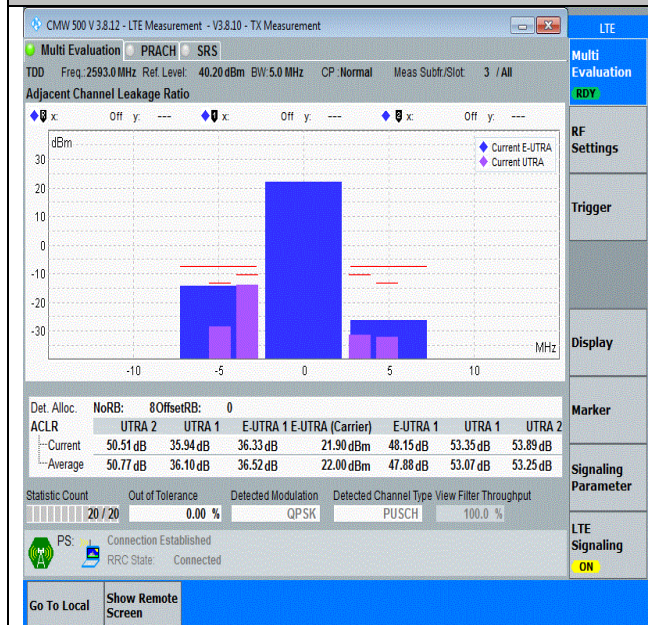 CMW 500 V 3.8.12 - LTE Measurement - V3.8.10 - TX Measurement
LTE
Multi Evaluation PRACH SRS
Multi
Evaluation
RDY
TDD Freq.:2593.0 MHz Ref. Level: 40.20 dBm BW:5.0 MHz CP :Normal Meas Subfr./Slot: 3 / All
Adjacent Channel Leakage Ratio
0 x: Off y: --- 1 x: Off y: --- 2 x: Off y: ---
RF
Settings
dBm
Current E-UTRA
Current UTRA
30
20
10
0
-10
-20
-30
MHz
-10 -5 0 5 10
Trigger
Display
Marker
Det. Alloc. NoRB: 8OffsetRB: 0
ACLR UTRA 2 UTRA 1 E-UTRA 1 E-UTRA (Carrier) E-UTRA 1 UTRA 1 UTRA 2
Current 50.51 dB 35.94 dB 36.33 dB 21.90 dBm 48.15 dB 53.35 dB 53.89 dB
Average 50.77 dB 36.10 dB 36.52 dB 22.00 dBm 47.88 dB 53.07 dB 53.25 dB
Signaling
Parameter
Statistic Count Out of Tolerance Detected Modulation Detected Channel Type View Filter Throughput
20 / 20 0.00 % QPSK PUSCH 100.0 %
PS: Connection Established
RRC State: Connected
LTE
Signaling
ON
Go To Local
Show Remote
Screen